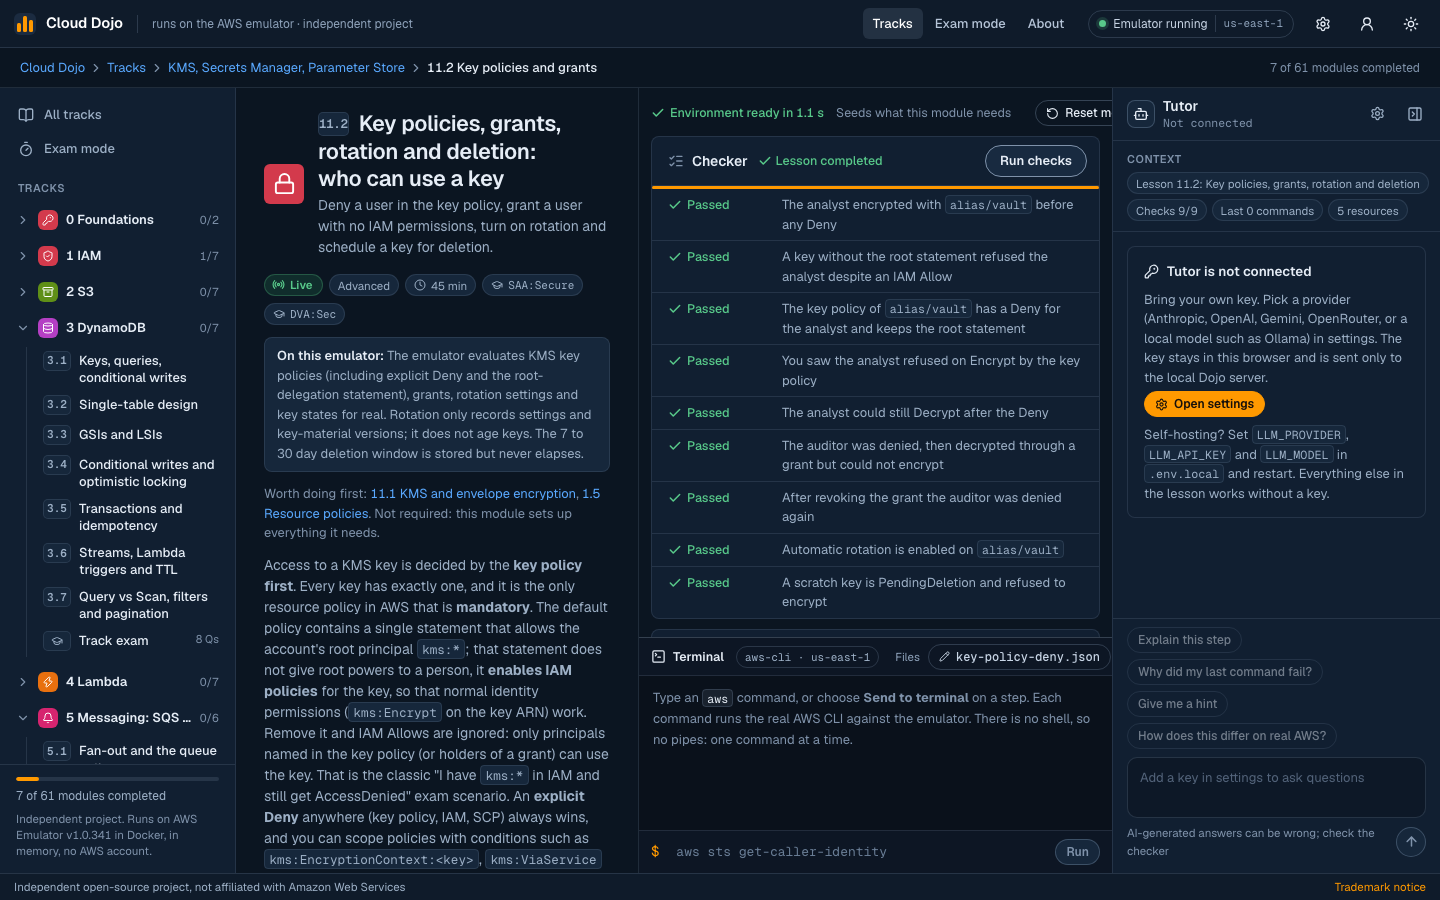 Cloud Dojo
runs on the AWS emulator · independent project
Tracks
Exam mode
About
Emulator running
us-east-1
Cloud Dojo > Tracks > KMS, Secrets Manager, Parameter Store > 11.2 Key policies and grants
7 of 61 modules completed
All tracks
Exam mode
TRACKS
0 Foundations 0/2
1 IAM 1/7
2 S3 0/7
3 DynamoDB 0/7
3.1 Keys, queries,
conditional writes
3.2 Single-table design
3.3 GSIs and LSIs
3.4 Conditional writes and
optimistic locking
3.5 Transactions and
idempotency
3.6 Streams, Lambda
triggers and TTL
3.7 Query vs Scan, filters
and pagination
Track exam 8 Qs
4 Lambda 0/7
5 Messaging: SQS ... 0/6
5.1 Fan-out and the queue
7 of 61 modules completed
Independent project. Runs on AWS
Emulator v1.0.341 in Docker, in
memory, no AWS account.
11.2 Key policies, grants,
rotation and deletion:
who can use a key
Deny a user in the key policy, grant a user
with no IAM permissions, turn on rotation and
schedule a key for deletion.
Live
Advanced
45 min
SAA:Secure
DVA:Sec
On this emulator: The emulator evaluates KMS key
policies (including explicit Deny and the root-
delegation statement), grants, rotation settings and
key states for real. Rotation only records settings and
key-material versions; it does not age keys. The 7 to
30 day deletion window is stored but never elapses.
Worth doing first: 11.1 KMS and envelope encryption, 1.5
Resource policies. Not required: this module sets up
everything it needs.
Access to a KMS key is decided by the key policy
first. Every key has exactly one, and it is the only
resource policy in AWS that is mandatory. The default
policy contains a single statement that allows the
account's root principal kms:*; that statement does
not give root powers to a person, it enables IAM
policies for the key, so that normal identity
permissions (kms:Encrypt on the key ARN) work.
Remove it and IAM Allows are ignored: only principals
named in the key policy (or holders of a grant) can use
the key. That is the classic "I have kms:* in IAM and
still get AccessDenied" exam scenario. An explicit
Deny anywhere (key policy, IAM, SCP) always wins,
and you can scope policies with conditions such as
kms:EncryptionContext:<key>, kms:ViaService
Environment ready in 1.1 s
Seeds what this module needs
Reset m
Checker
Lesson completed
Run checks
Passed The analyst encrypted with alias/vault before
any Deny
Passed A key without the root statement refused the
analyst despite an IAM Allow
Passed The key policy of alias/vault has a Deny for
the analyst and keeps the root statement
Passed You saw the analyst refused on Encrypt by the key
policy
Passed The analyst could still Decrypt after the Deny
Passed The auditor was denied, then decrypted through a
grant but could not encrypt
Passed After revoking the grant the auditor was denied
again
Passed Automatic rotation is enabled on alias/vault
Passed A scratch key is PendingDeletion and refused to
encrypt
Terminal
aws-cli · us-east-1
Files
key-policy-deny.json
Type an aws command, or choose Send to terminal on a step. Each
command runs the real AWS CLI against the emulator. There is no shell, so
no pipes: one command at a time.
$ aws sts get-caller-identity
Run
Tutor
Not connected
CONTEXT
Lesson 11.2: Key policies, grants, rotation and deletion
Checks 9/9
Last 0 commands
5 resources
Tutor is not connected
Bring your own key. Pick a provider
(Anthropic, OpenAI, Gemini, OpenRouter, or a
local model such as Ollama) in settings. The
key stays in this browser and is sent only to
the local Dojo server.
Open settings
Self-hosting? Set LLM_PROVIDER,
LLM_API_KEY and LLM_MODEL in
.env.local and restart. Everything else in
the lesson works without a key.
Explain this step
Why did my last command fail?
Give me a hint
How does this differ on real AWS?
Add a key in settings to ask questions
AI-generated answers can be wrong; check the
checker
Independent open-source project, not affiliated with Amazon Web Services
Trademark notice